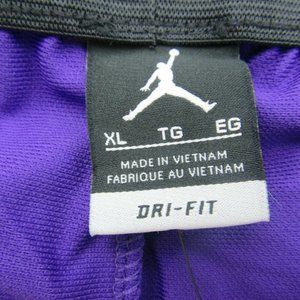 XL TG EG
MADE IN VIETNAM
FABRIQUE AU VIETNAM
DRI-FIT